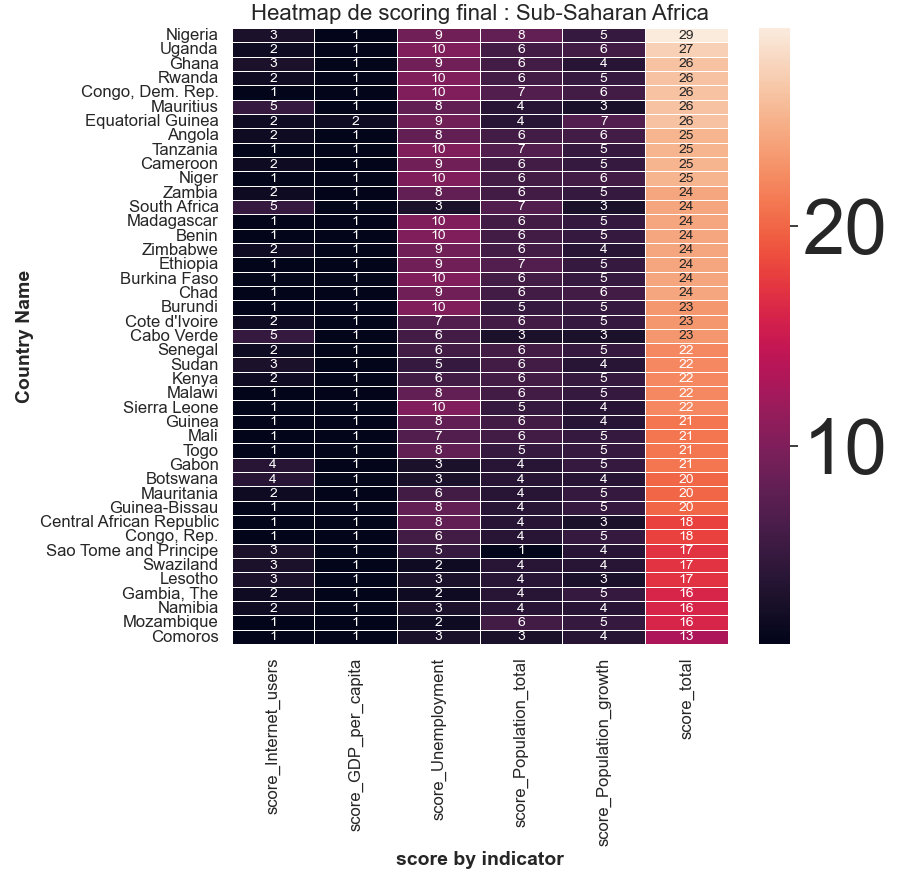 Heatmap de scoring final : Sub-Saharan Africa
Nigeria 3 1 9 8 5 29
Uganda 2 1 10 6 6 27
Ghana 3 1 9 6 4 26
Rwanda 2 1 10 6 5 26
Congo, Dem. Rep. 1 1 10 7 6 26
Mauritius 5 1 8 4 3 26
Equatorial Guinea 2 2 9 4 7 26
Angola 2 1 8 6 6 25
Tanzania 1 1 10 7 5 25
Cameroon 2 1 9 6 5 25
Niger 1 1 10 6 6 25
Zambia 2 1 8 6 5 24
South Africa 5 1 3 7 3 24
Madagascar 1 1 10 6 5 24
Benin 1 1 10 6 5 24
Zimbabwe 2 1 9 6 4 24
Ethiopia 1 1 9 7 5 24
Burkina Faso 1 1 10 6 5 24
Chad 1 1 9 6 6 24
Burundi 1 1 10 5 5 23
Cote d'Ivoire 2 1 7 6 5 23
Cabo Verde 5 1 6 3 3 23
Senegal 2 1 6 6 5 22
Sudan 3 1 5 6 4 22
Kenya 2 1 6 6 5 22
Malawi 1 1 8 6 5 22
Sierra Leone 1 1 10 5 4 22
Guinea 1 1 8 6 4 21
Mali 1 1 7 6 5 21
Togo 1 1 8 5 5 21
Gabon 4 1 3 4 5 21
Botswana 4 1 3 4 4 20
Mauritania 2 1 6 4 5 20
Guinea-Bissau 1 1 8 4 5 20
Central African Republic 1 1 8 4 3 18
Congo, Rep. 1 1 6 4 5 18
Sao Tome and Principe 3 1 5 1 4 17
Swaziland 3 1 2 4 4 17
Lesotho 3 1 3 4 3 17
Gambia, The 2 1 2 4 5 16
Namibia 2 1 3 4 4 16
Mozambique 1 1 2 6 5 16
Comoros 1 1 3 3 4 13
Country Name
score_Internet_users
score_GDP_per_capita
score_Unemployment
score_Population_total
score_Population_growth
score_total
score by indicator
20
10